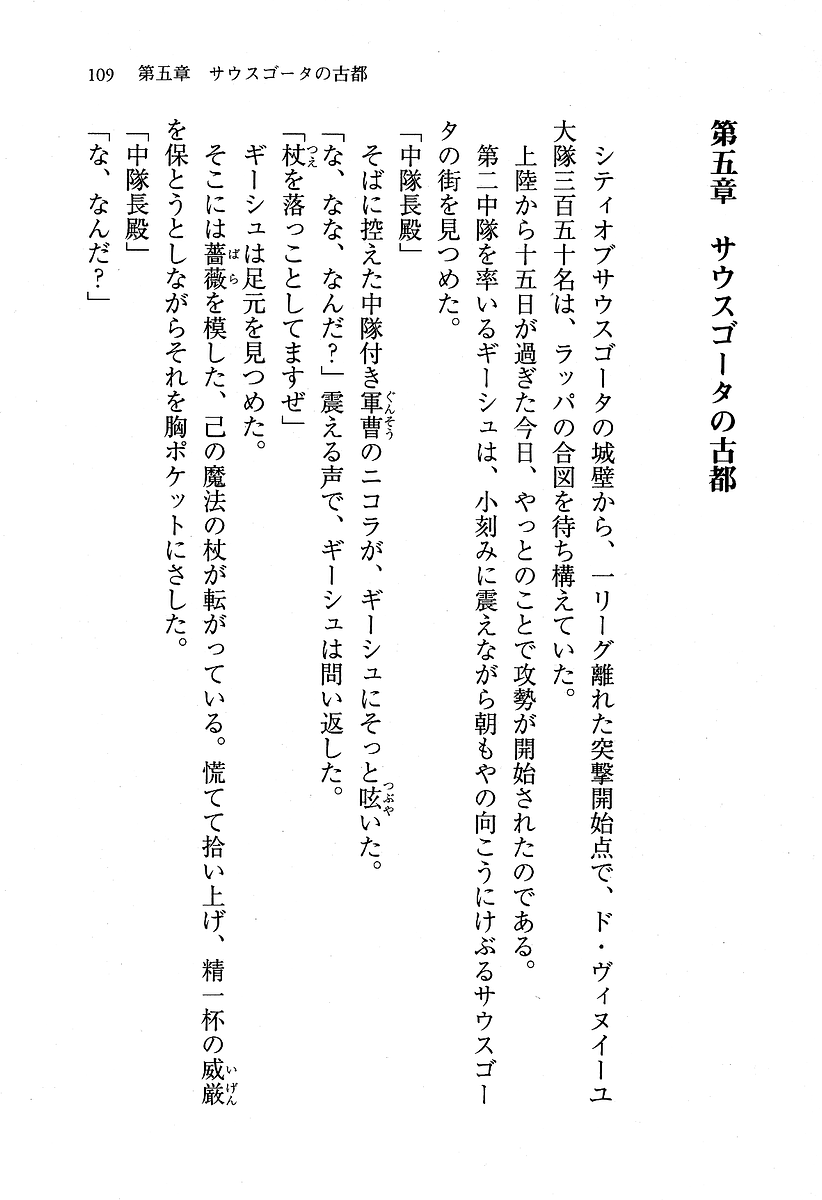 109　第五章　サウスゴータの古都
第五章　サウスゴータの古都
シティオブサウスゴータの城壁から、一リーグ離れた突撃開始点で、ド・ヴィヌイーユ
大隊三百五十名は、ラッパの合図を待ち構えていた。
上陸から十五日が過ぎた今日、やっとのことで攻勢が開始されたのである。
第二中隊を率いるギーシュは、小刻みに震えながら朝もやの向こうにけぶるサウスゴー
タの街を見つめた。
「中隊長殿」
そばに控えた中隊付き軍曹のニコラが、ギーシュにそっと呟いた。
ぐんそう
つぶや
「な、なな、なんだ？」震える声で、ギーシュは問い返した。
「杖を落っことしてますぜ」
つえ
ギーシュは足元を見つめた。
そこには薔薇を模した、己の魔法の杖が転がっている。慌てて拾い上げ、精一杯の威厳
ばら
いげん
を保とうとしながらそれを胸ポケットにさした。
「中隊長殿」
「な、なんだ？」